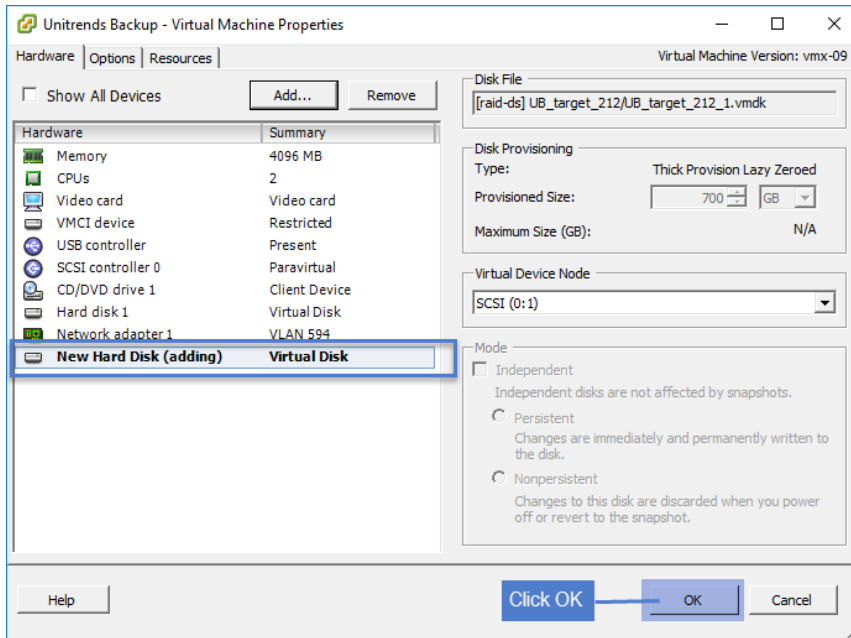 Unitrends Backup - Virtual Machine Properties
Hardware Options Resources
Virtual Machine Version: vmx-09
Show All Devices
Add...
Remove
Hardware Summary
Memory 4096 MB
CPUs 2
Video card Video card
VMCI device Restricted
USB controller Present
SCSI controller 0 Paravirtual
CD/DVD drive 1 Client Device
Hard disk 1 Virtual Disk
Network adapter 1 VLAN 594
New Hard Disk (adding) Virtual Disk
Disk File
[raid-ds] UB_target_212/UB_target_212_1.vmdk
Disk Provisioning
Type: Thick Provision Lazy Zeroed
Provisioned Size: 700 GB
Maximum Size (GB): N/A
Virtual Device Node
SCSI (0:1)
Mode
Independent
Independent disks are not affected by snapshots.
Persistent
Changes are immediately and permanently written to
the disk.
Nonpersistent
Changes to this disk are discarded when you power
off or revert to the snapshot.
Help
Click OK
OK
Cancel